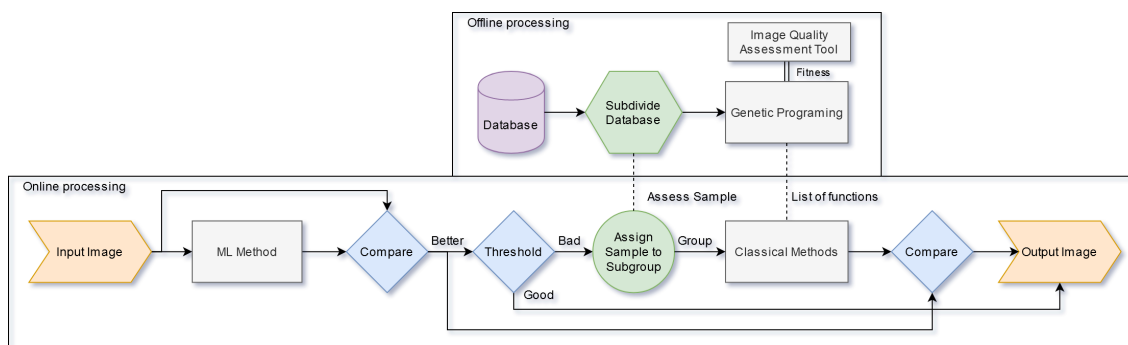 Offline processing
Image Quality
Assessment Tool
Fitness
Database
Subdivide
Database
Genetic Programing
Online processing
Assess Sample
List of functions
Input Image
ML Method
Compare
Better
Threshold
Bad
Assign
Sample to
Subgroup
Group
Classical Methods
Compare
Output Image
Good